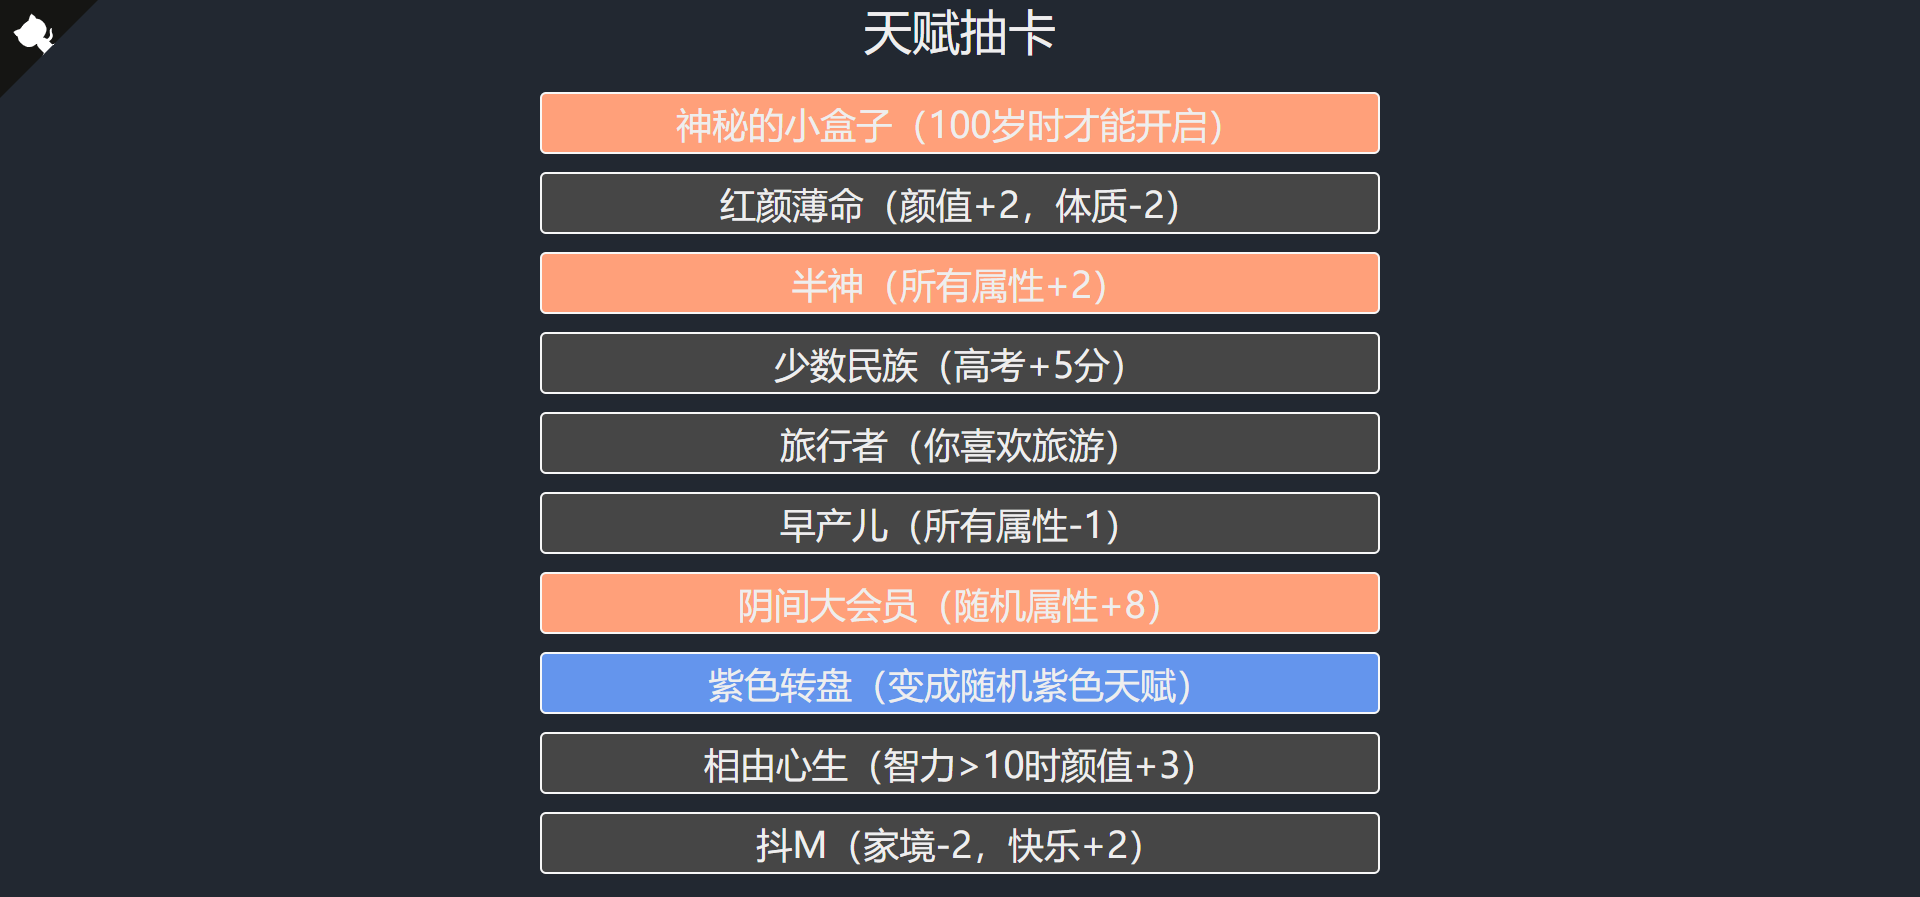 天赋抽卡
神秘的小盒子（100岁时才能开启）
红颜薄命（颜值+2，体质-2）
半神（所有属性+2）
少数民族（高考+5分）
旅行者（你喜欢旅游）
早产儿（所有属性-1）
阴间大会员（随机属性+8）
紫色转盘（变成随机紫色天赋）
相由心生（智力>10时颜值+3）
抖M（家境-2，快乐+2）